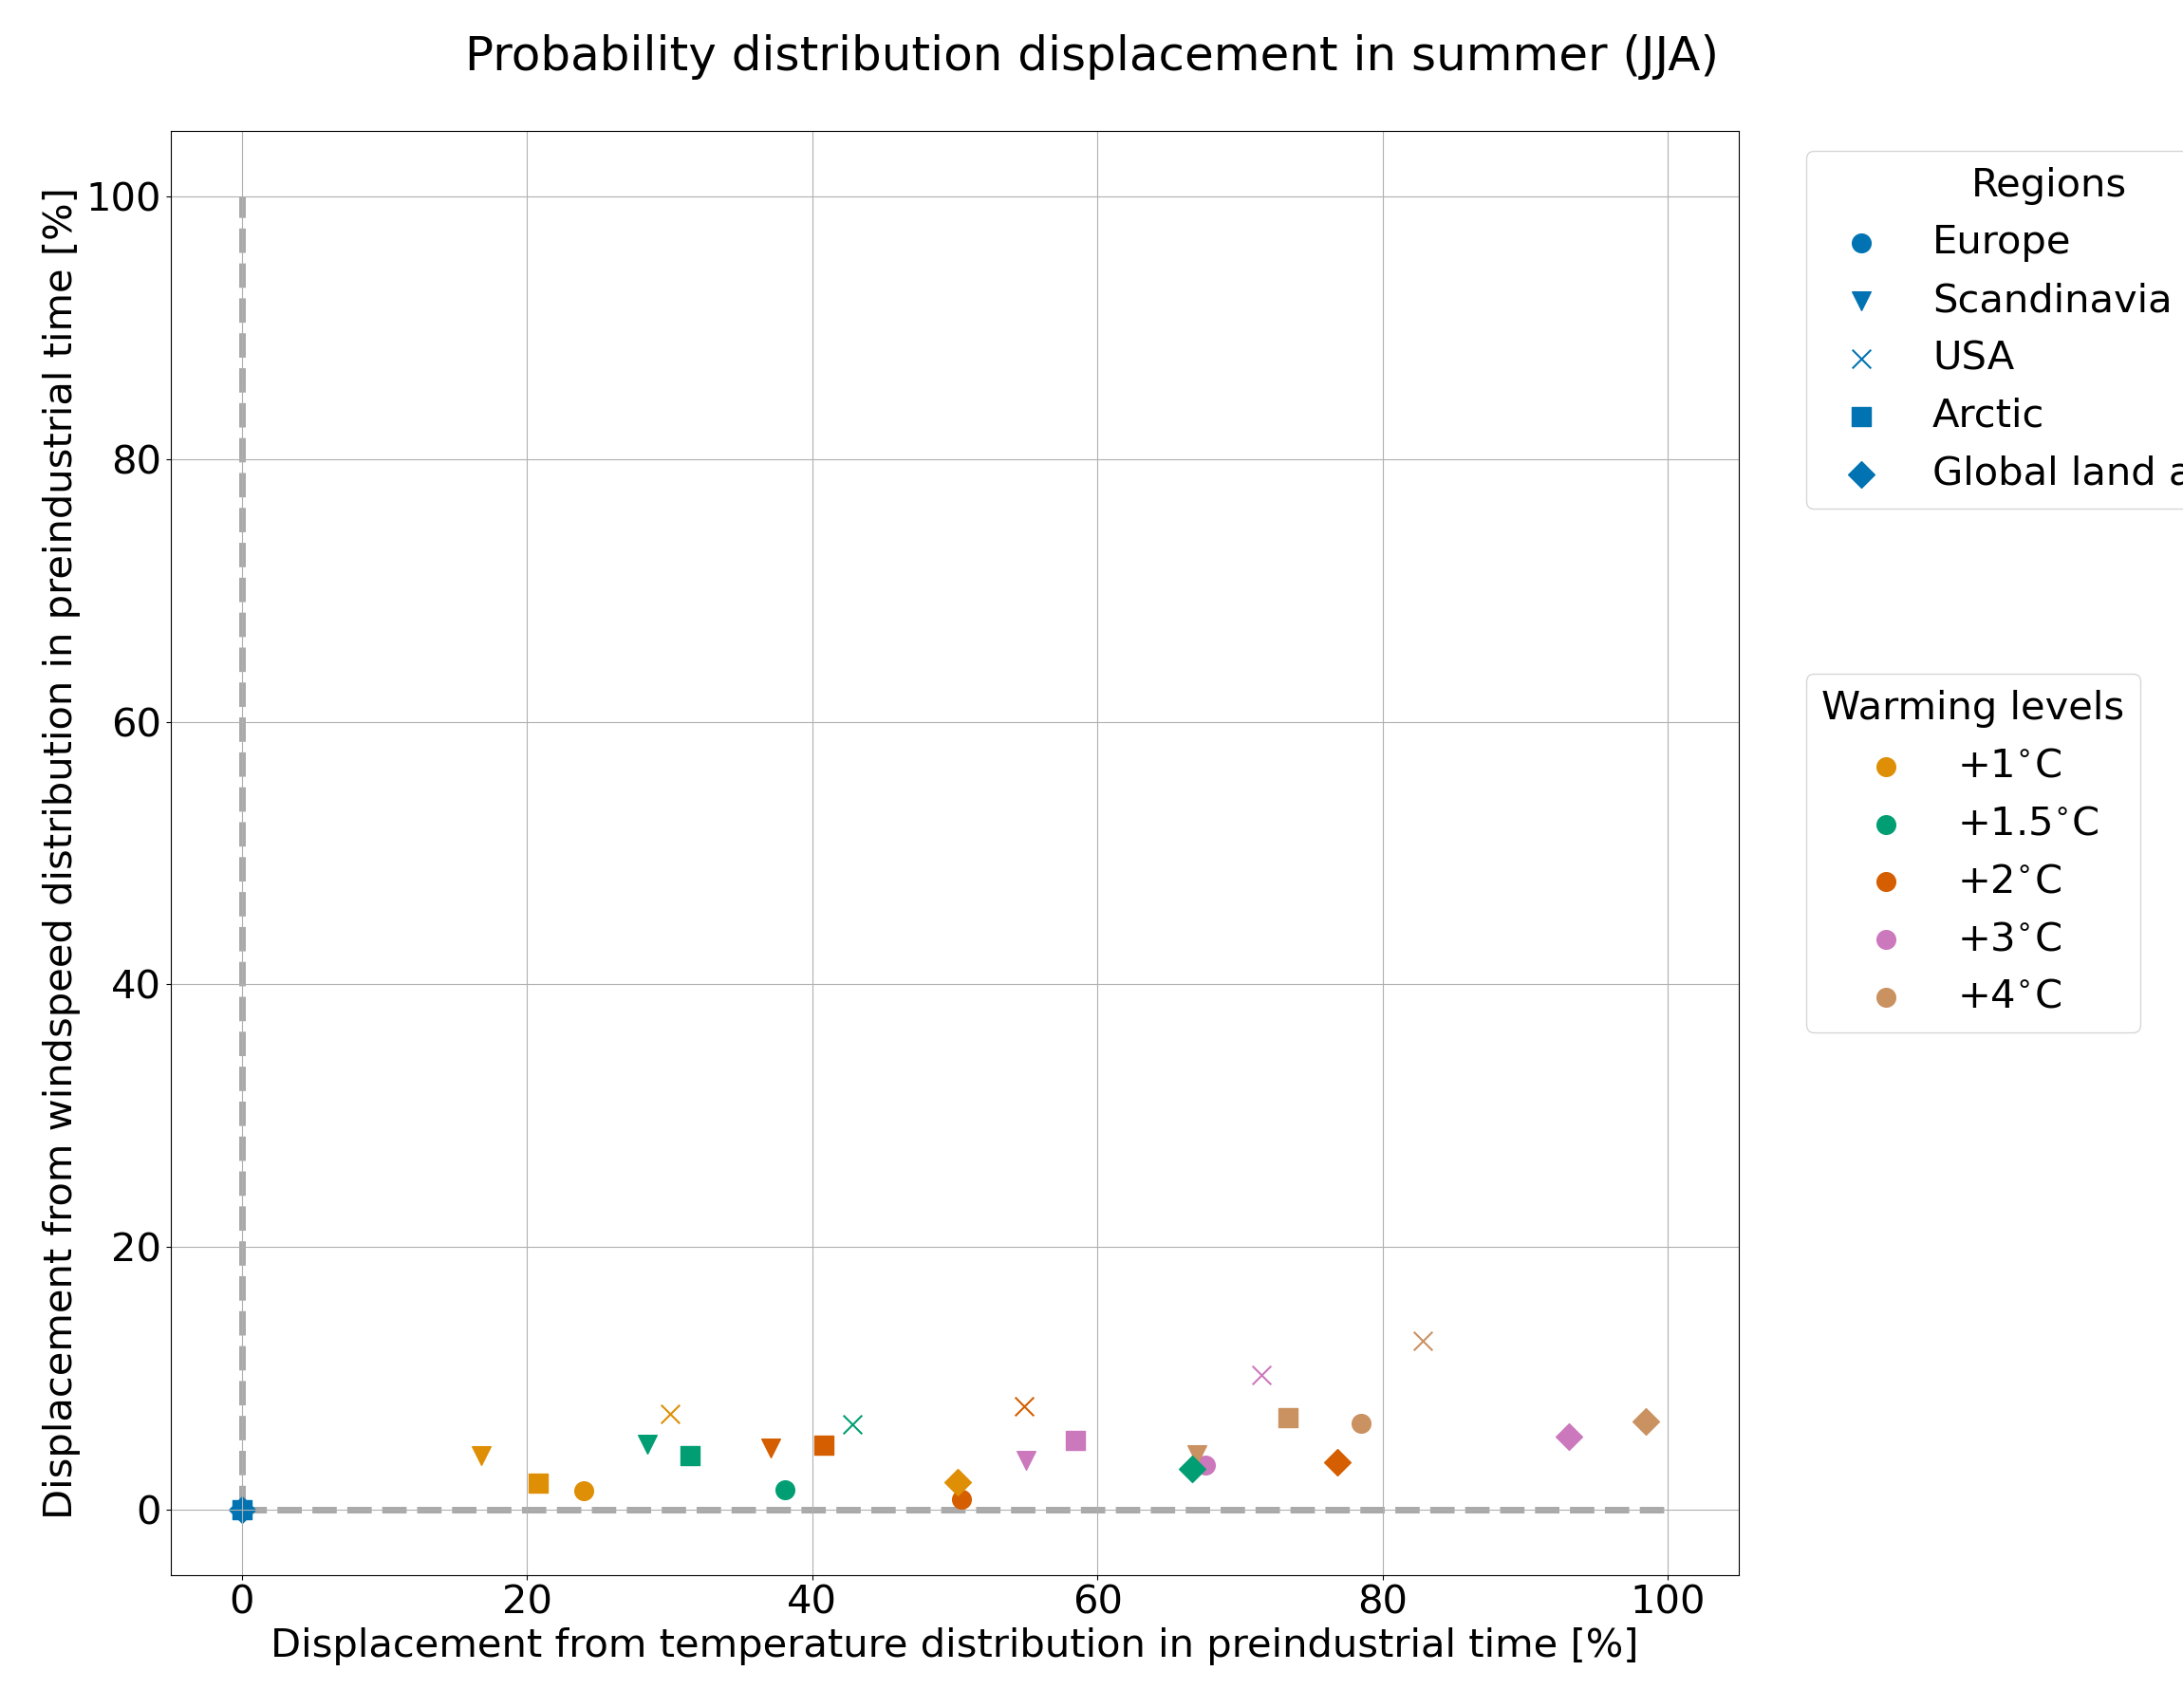 Probability distribution displacement in summer (JJA)
Displacement from windspeed distribution in preindustrial time [%]
100
80
60
40
20
0
0 20 40 60 80 100
Displacement from temperature distribution in preindustrial time [%]
Regions
Europe
Scandinavia
USA
Arctic
Global land
Warming levels
+1°C
+1.5°C
+2°C
+3°C
+4°C